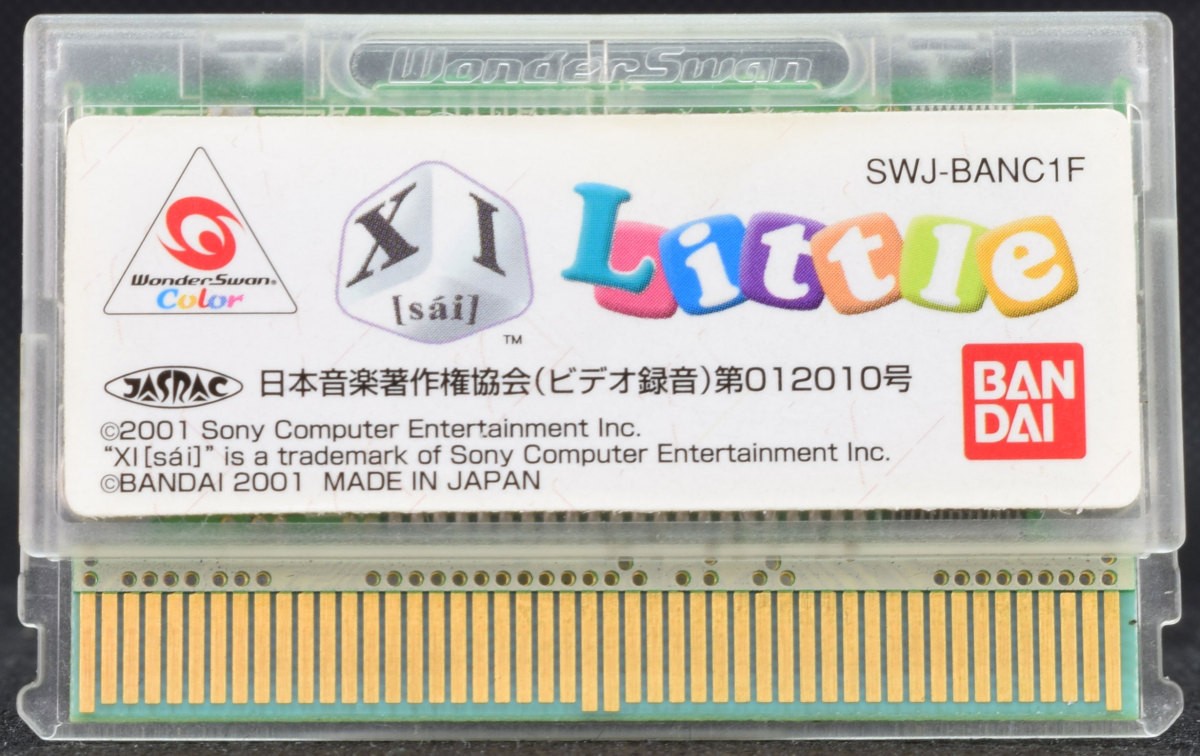 WonderSwan
SWJ-BANC1F
WonderSwan®
Color
XI
[sái]
™
Little
JASRAC 日本音楽著作権協会(ビデオ録音)第012010号
©2001 Sony Computer Entertainment Inc.
“XI[sái]” is a trademark of Sony Computer Entertainment Inc.
©BANDAI 2001 MADE IN JAPAN
BAN
DAI